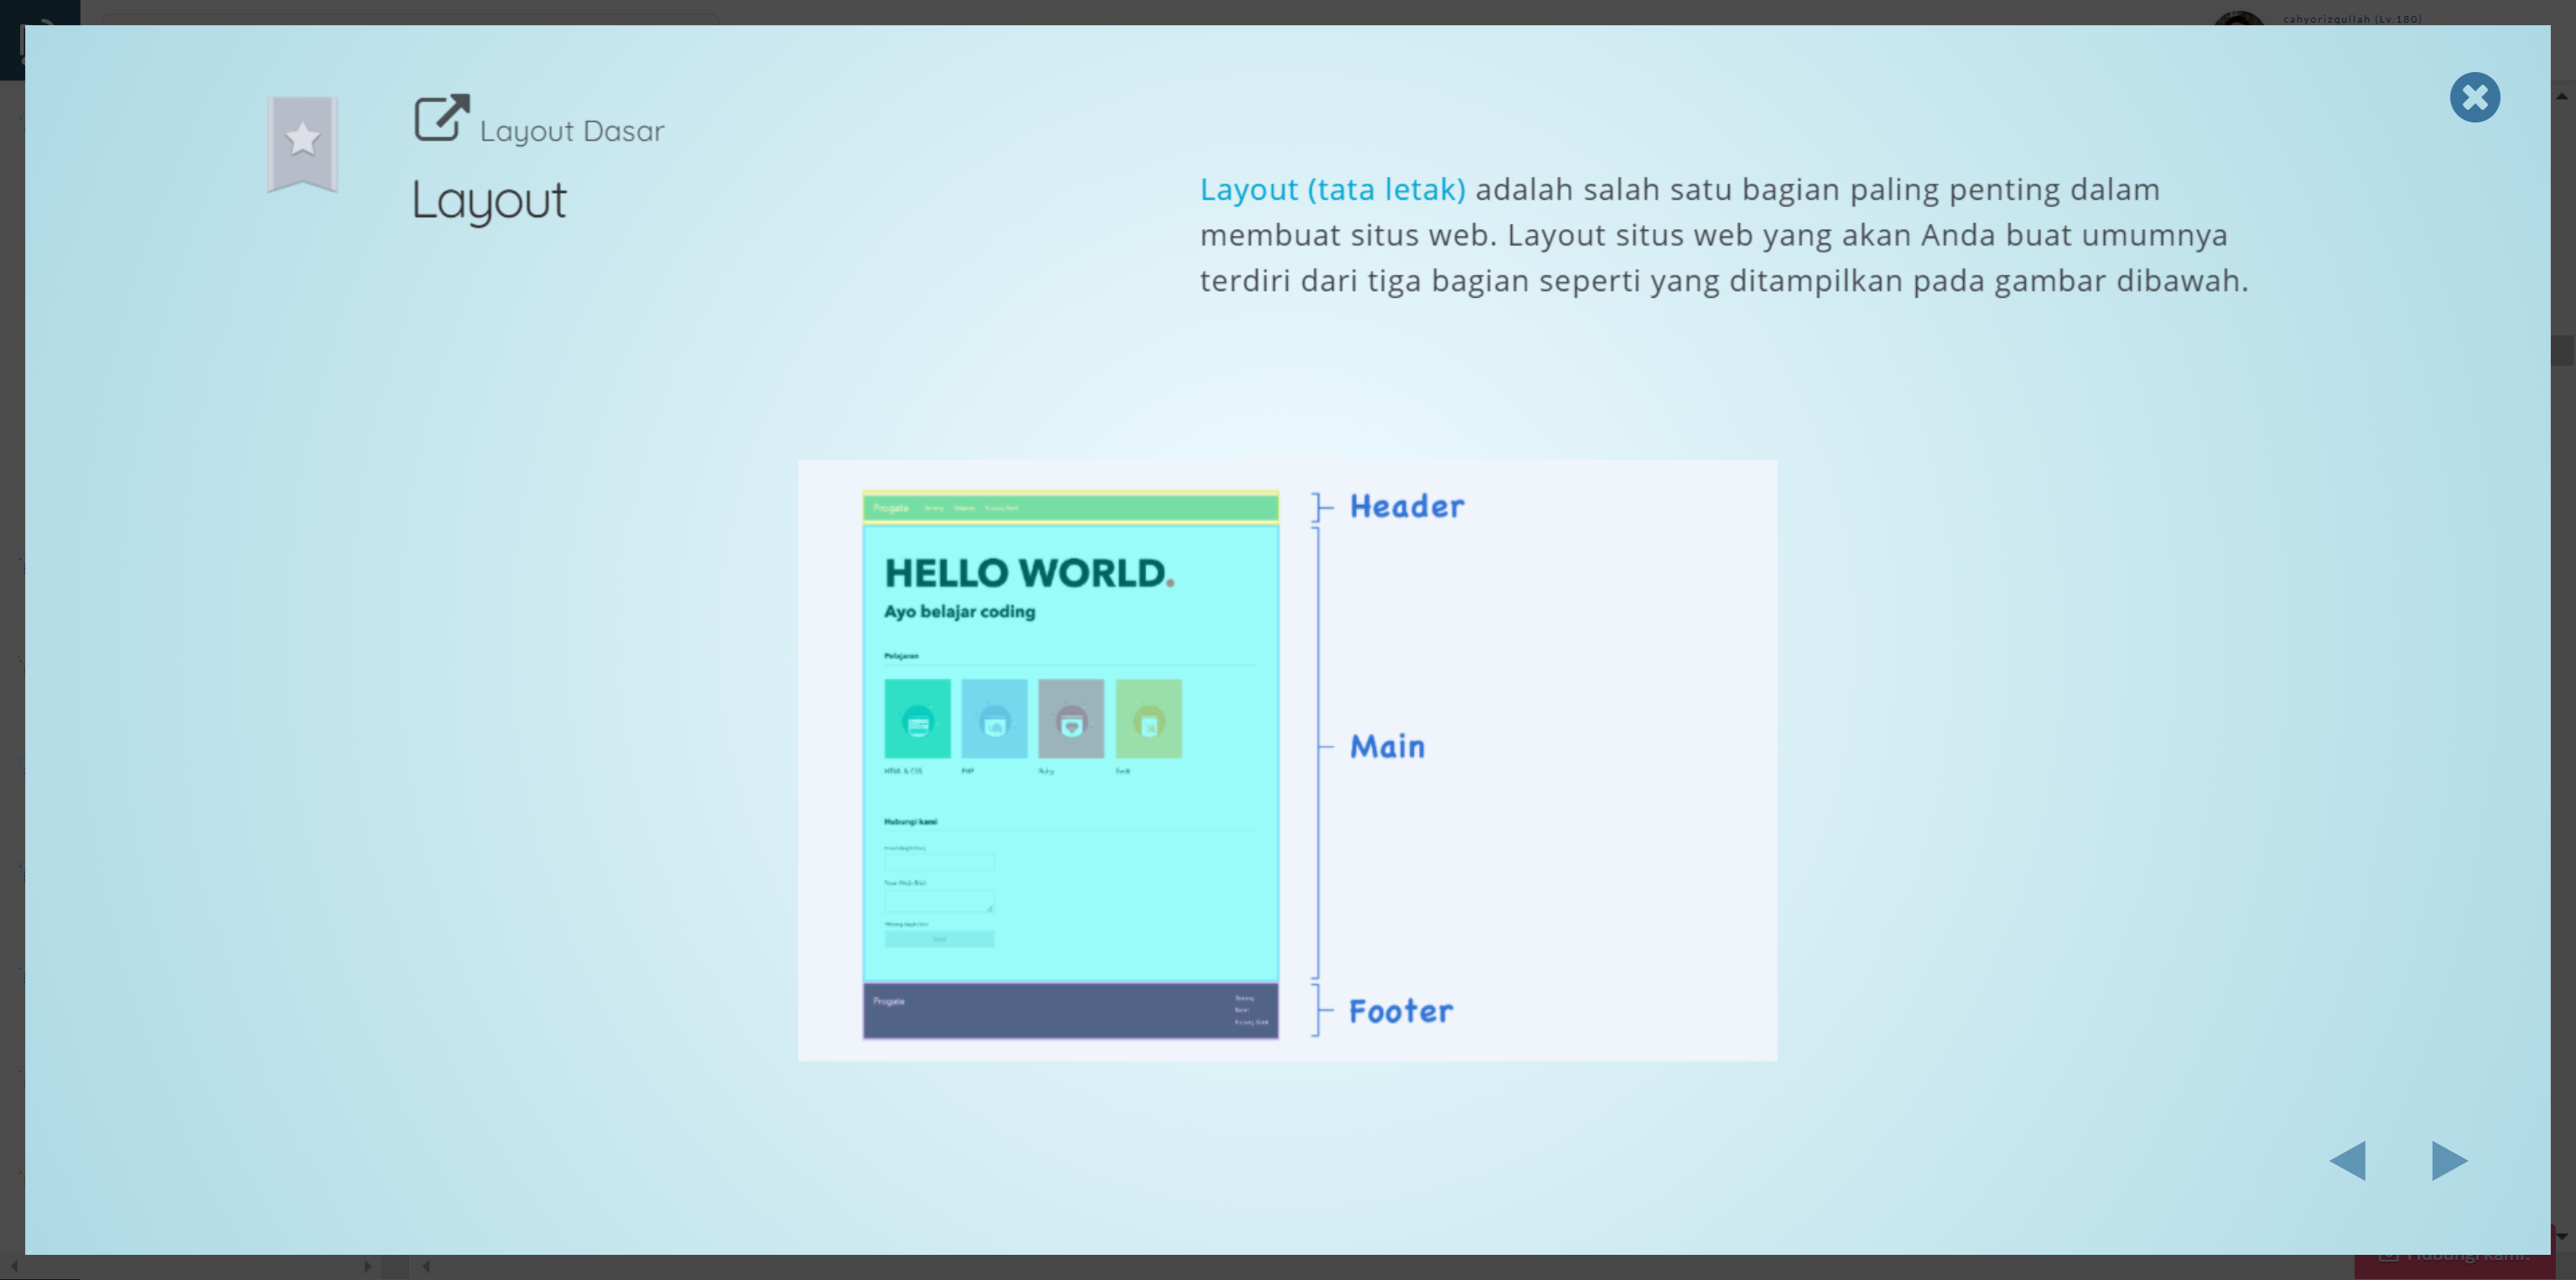 cahyorizqullah (Lv.180)
Layout Dasar
Layout
Layout (tata letak) adalah salah satu bagian paling penting dalam
membuat situs web. Layout situs web yang akan Anda buat umumnya
terdiri dari tiga bagian seperti yang ditampilkan pada gambar dibawah.
Progate
Header
HELLO WORLD.
Ayo belajar coding
Pelajaran
HTML & CSS PHP Ruby Swift
Main
Hubungi kami
Progate
Footer
Hubungi kami